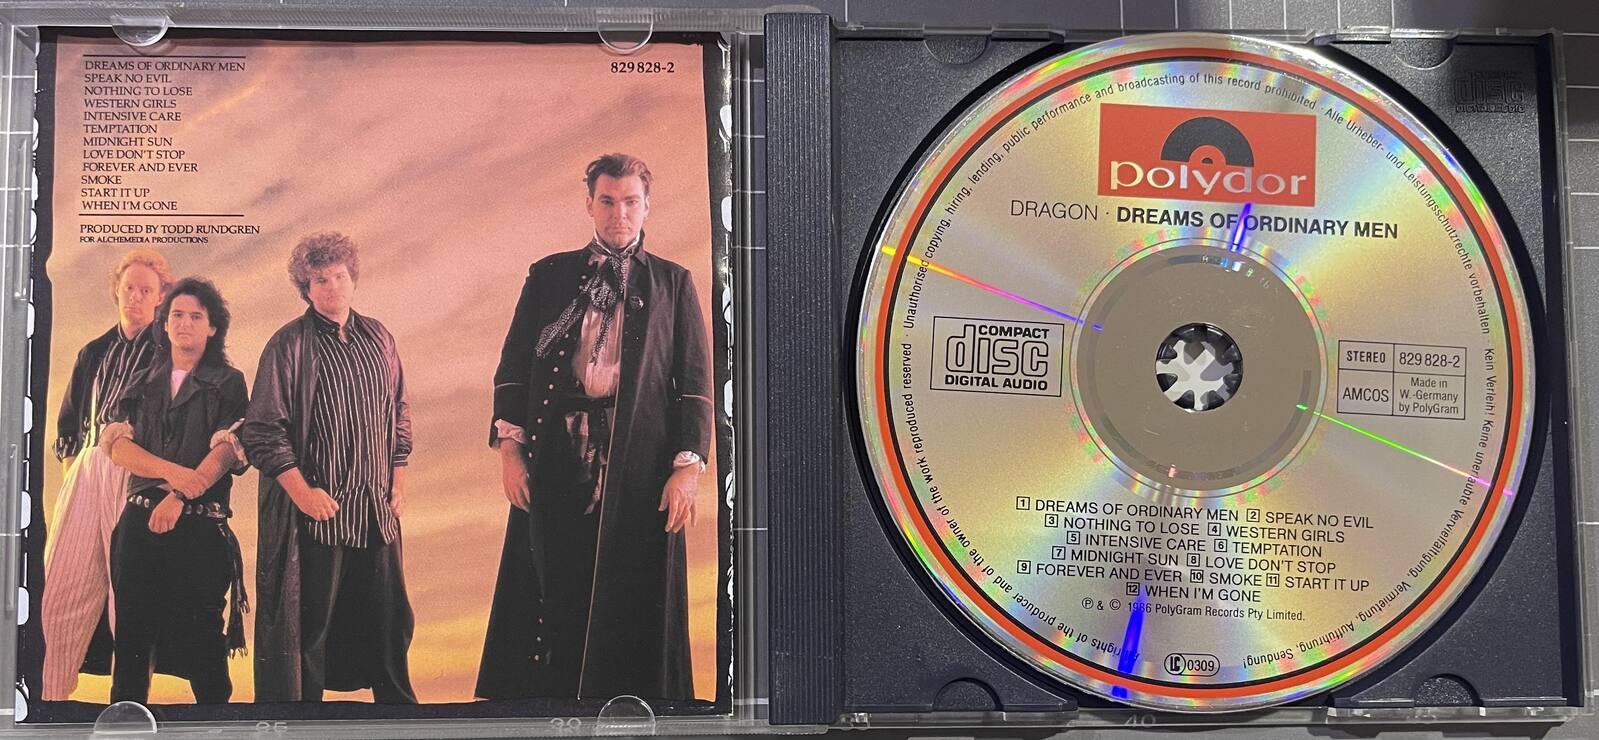 DREAMS OF ORDINARY MEN
SPEAK NO EVIL
NOTHING TO LOSE
WESTERN GIRLS
INTENSIVE CARE
TEMPTATION
MIDNIGHT SUN
LOVE DON'T STOP
FOREVER AND EVER
SMOKE
START IT UP
WHEN I'M GONE
PRODUCED BY TODD RUNDGREN
FOR ALCHEMEDIA PRODUCTIONS
829 828-2
polydor
DRAGON · DREAMS OF ORDINARY MEN
COMPACT
disc
DIGITAL AUDIO
STEREO 829 828-2
AMCOS Made in
W.-Germany
by PolyGram
1 DREAMS OF ORDINARY MEN 2 SPEAK NO EVIL
3 NOTHING TO LOSE 4 WESTERN GIRLS
5 INTENSIVE CARE 6 TEMPTATION
7 MIDNIGHT SUN 8 LOVE DON'T STOP
9 FOREVER AND EVER 10 SMOKE 11 START IT UP
12 WHEN I'M GONE
℗ & © 1986 PolyGram Records Pty Limited.
LC 0309
All rights of the producer and of the owner of the work reproduced reserved · Unauthorised copying, hiring, lending, public performance and broadcasting of this record prohibited · Alle Urheber- und Leistungsschutzrechte vorbehalten · Kein Verleih! Keine unerlaubte Vervielfältigung, Vermietung, Aufführung, Sendung!
disc